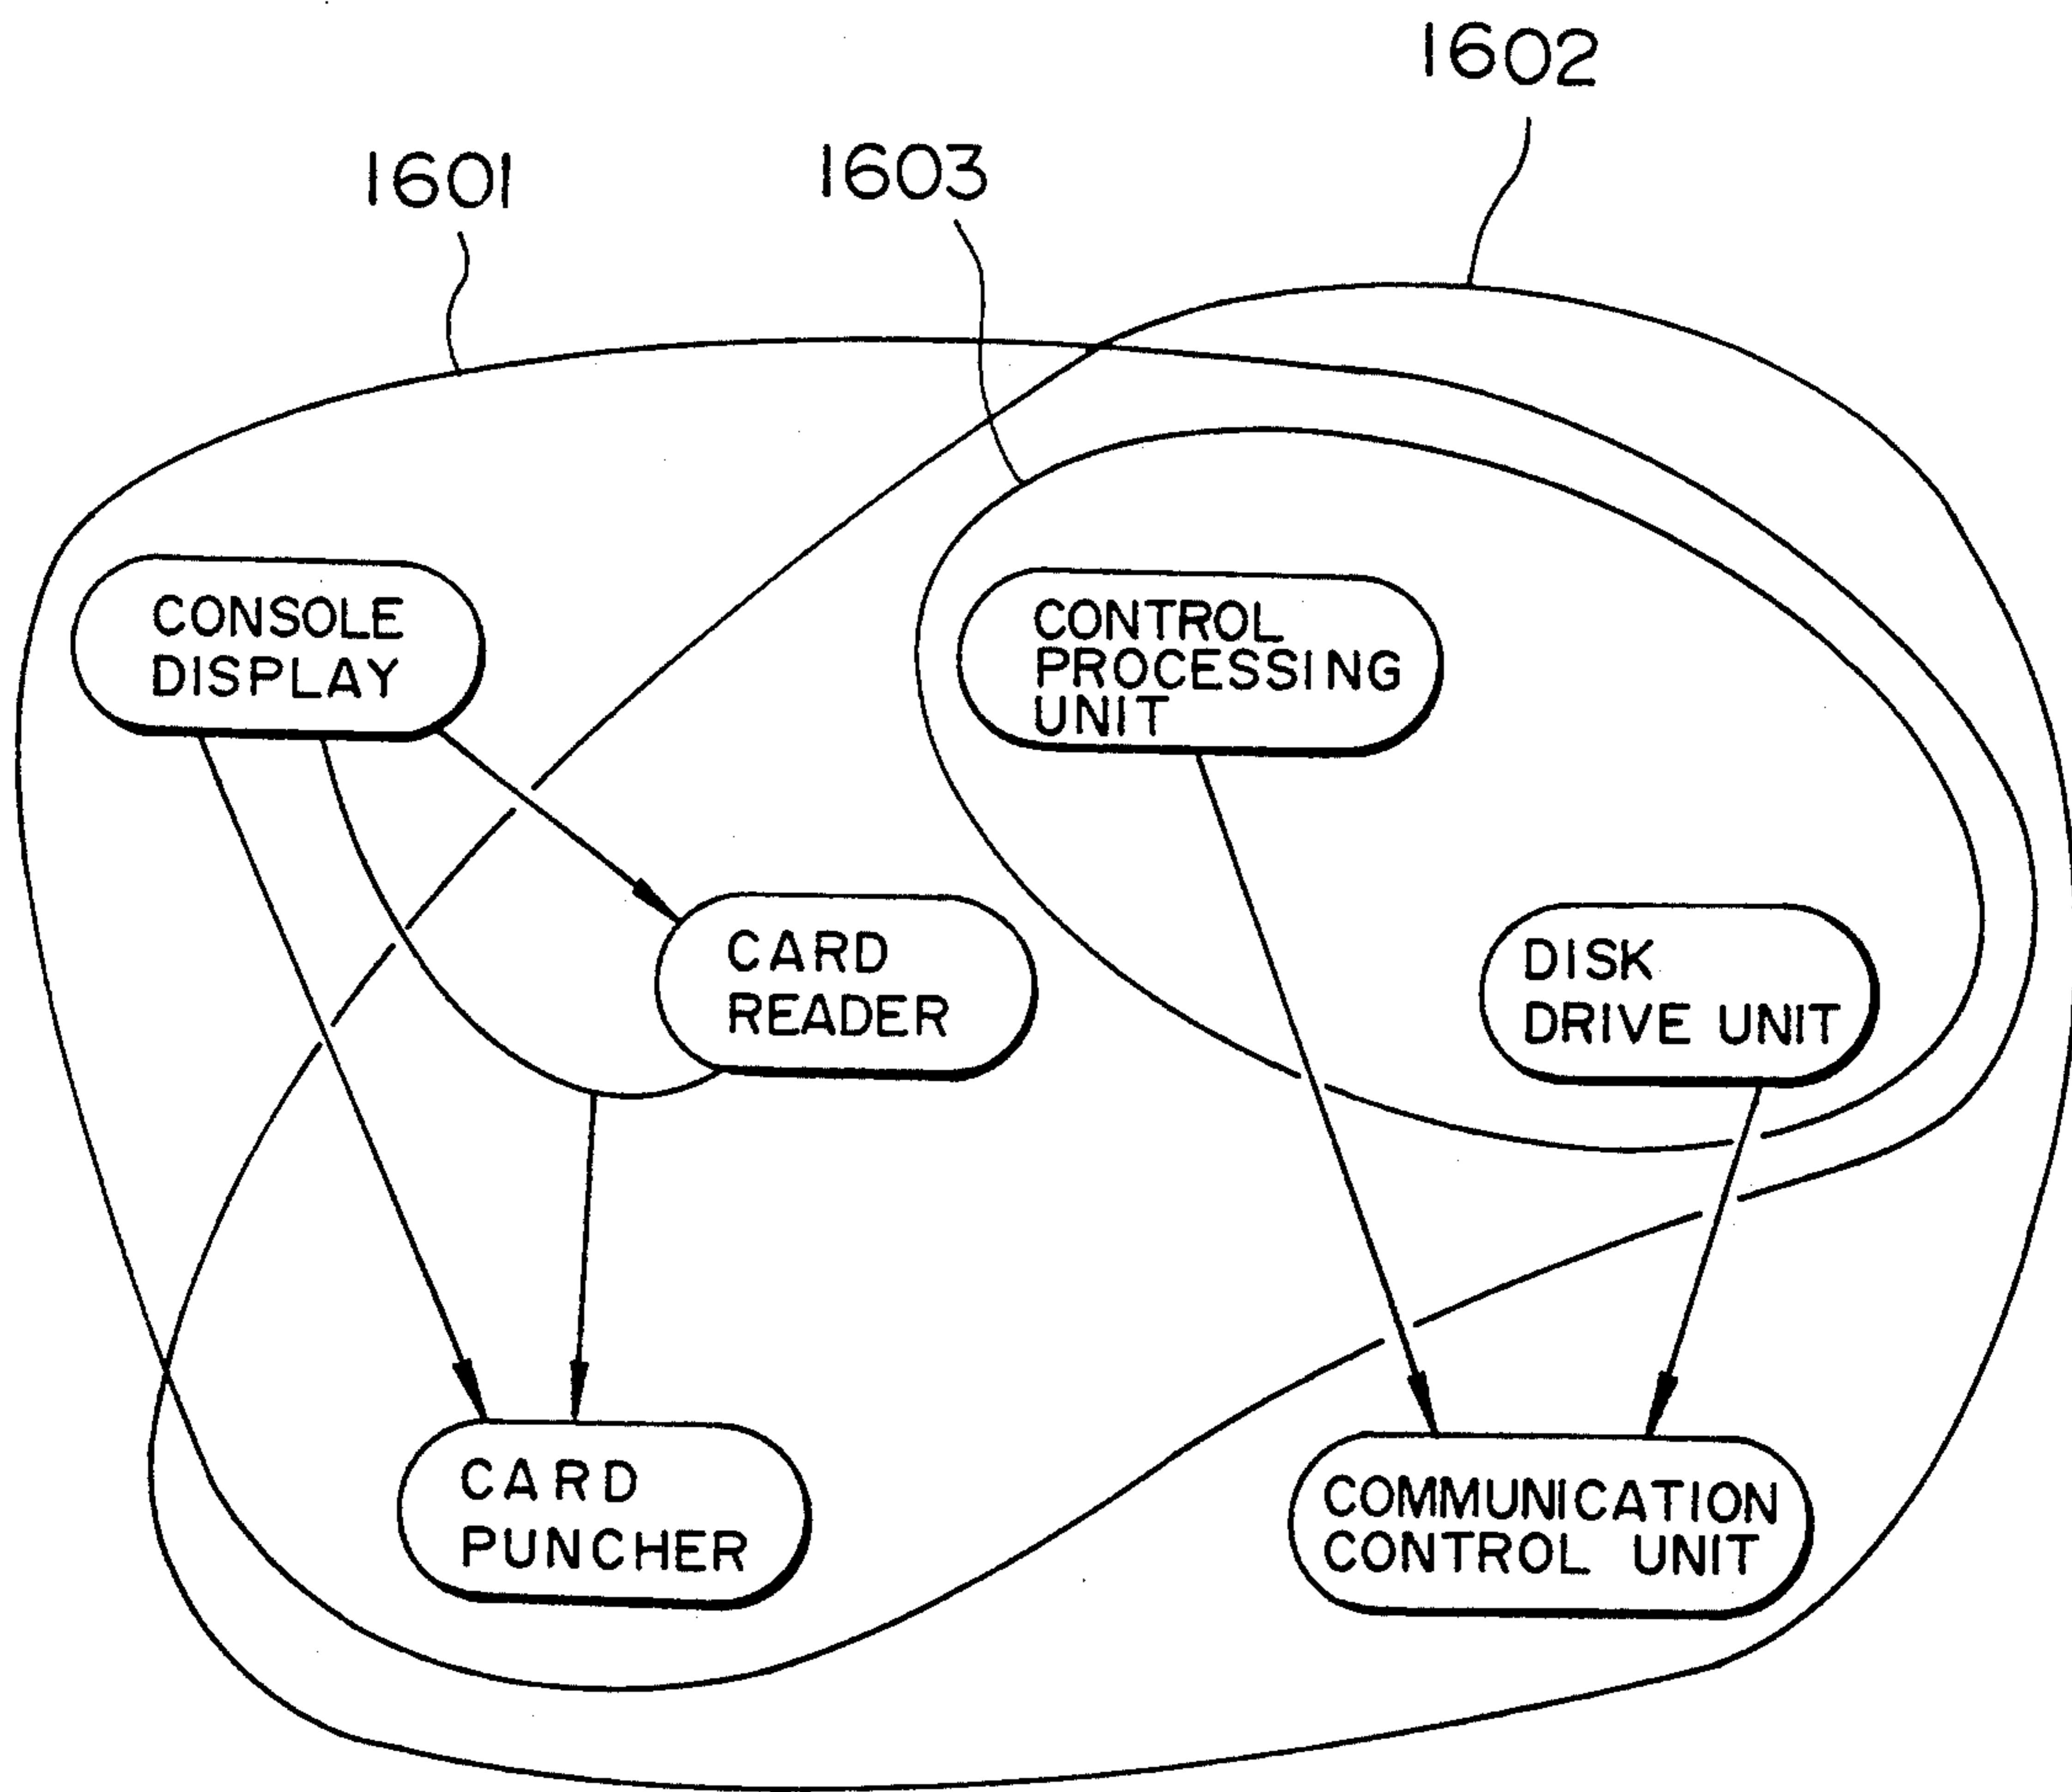 1602
1601
1603
CONSOLE
DISPLAY
CONTROL
PROCESSING
UNIT
CARD
READER
DISK
DRIVE UNIT
CARD
PUNCHER
COMMUNICATION
CONTROL UNIT